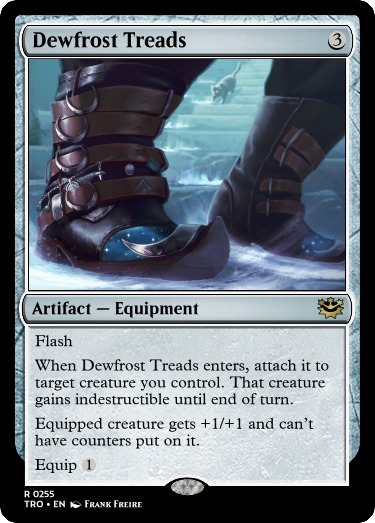 Dewfrost Treads 3
Artifact — Equipment
Flash
When Dewfrost Treads enters, attach it to
target creature you control. That creature
gains indestructible until end of turn.
Equipped creature gets +1/+1 and can't
have counters put on it.
Equip 1
R 0255
TRO • EN Frank Freire